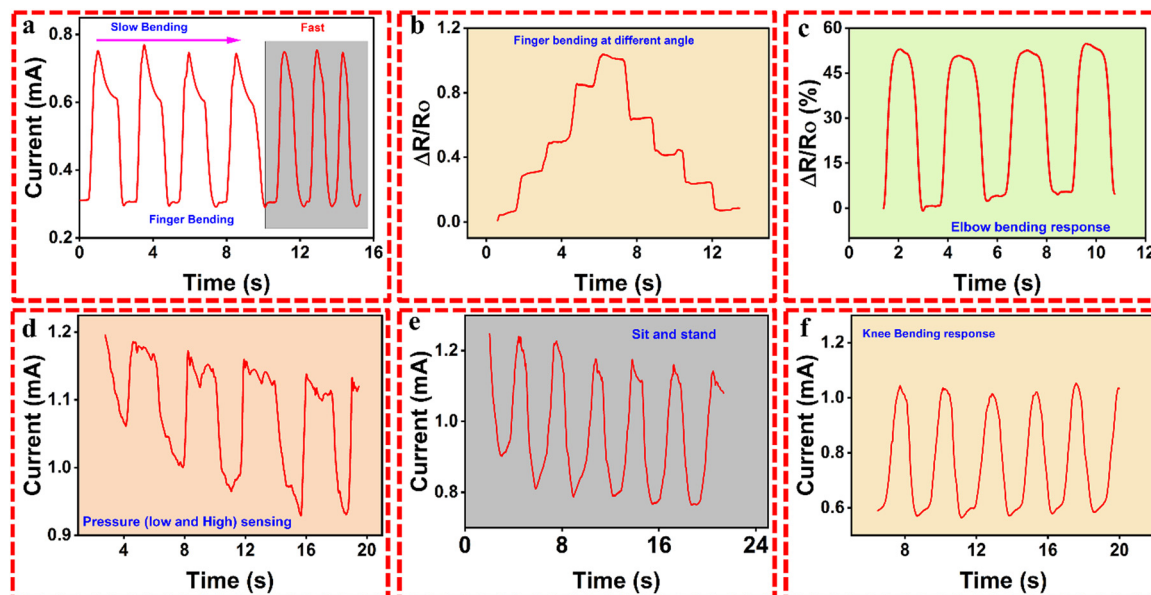 a
Slow Bending
Fast
Finger Bending
Current (mA)
0.8
0.6
0.4
0.2
0 4 8 12 16
Time (s)
b
Finger bending at different angle
ΔR/Ro
1.2
0.8
0.4
0.0
0 4 8 12
Time (s)
c
Elbow bending response
ΔR/Ro (%)
60
45
30
15
0
0 2 4 6 8 10 12
Time (s)
d
Pressure (low and High) sensing
Current (mA)
1.2
1.1
1.0
0.9
4 8 12 16 20
Time (s)
e
Sit and stand
Current (mA)
1.2
1.0
0.8
0 8 16 24
Time (s)
f
Knee Bending response
Current (mA)
1.2
1.0
0.8
0.6
8 12 16 20
Time (s)